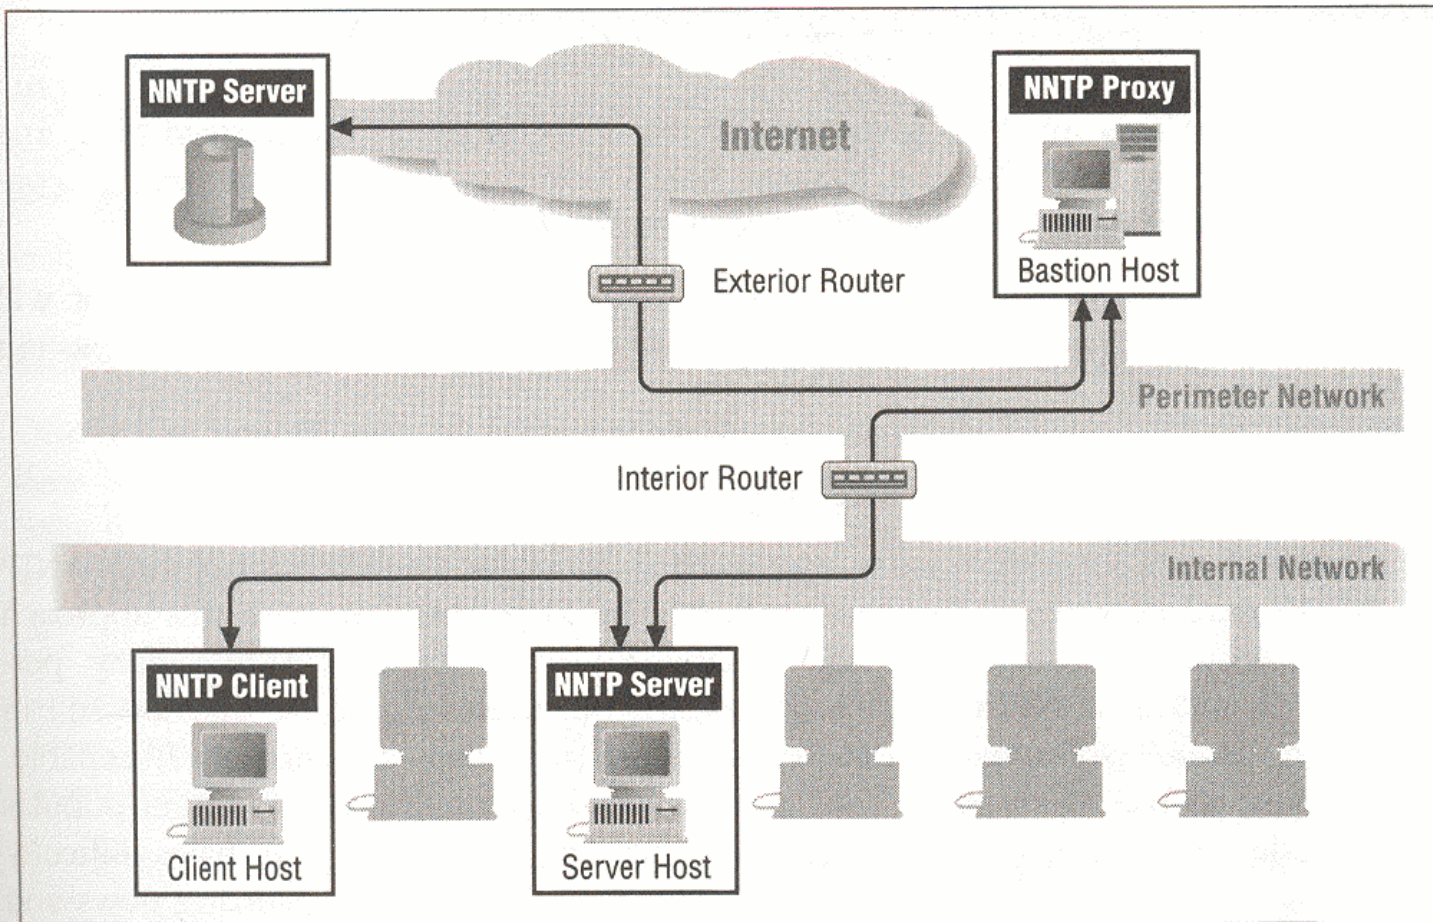 NNTP Server
Internet
NNTP Proxy
Bastion Host
Exterior Router
Perimeter Network
Interior Router
Internal Network
NNTP Client
Client Host
NNTP Server
Server Host